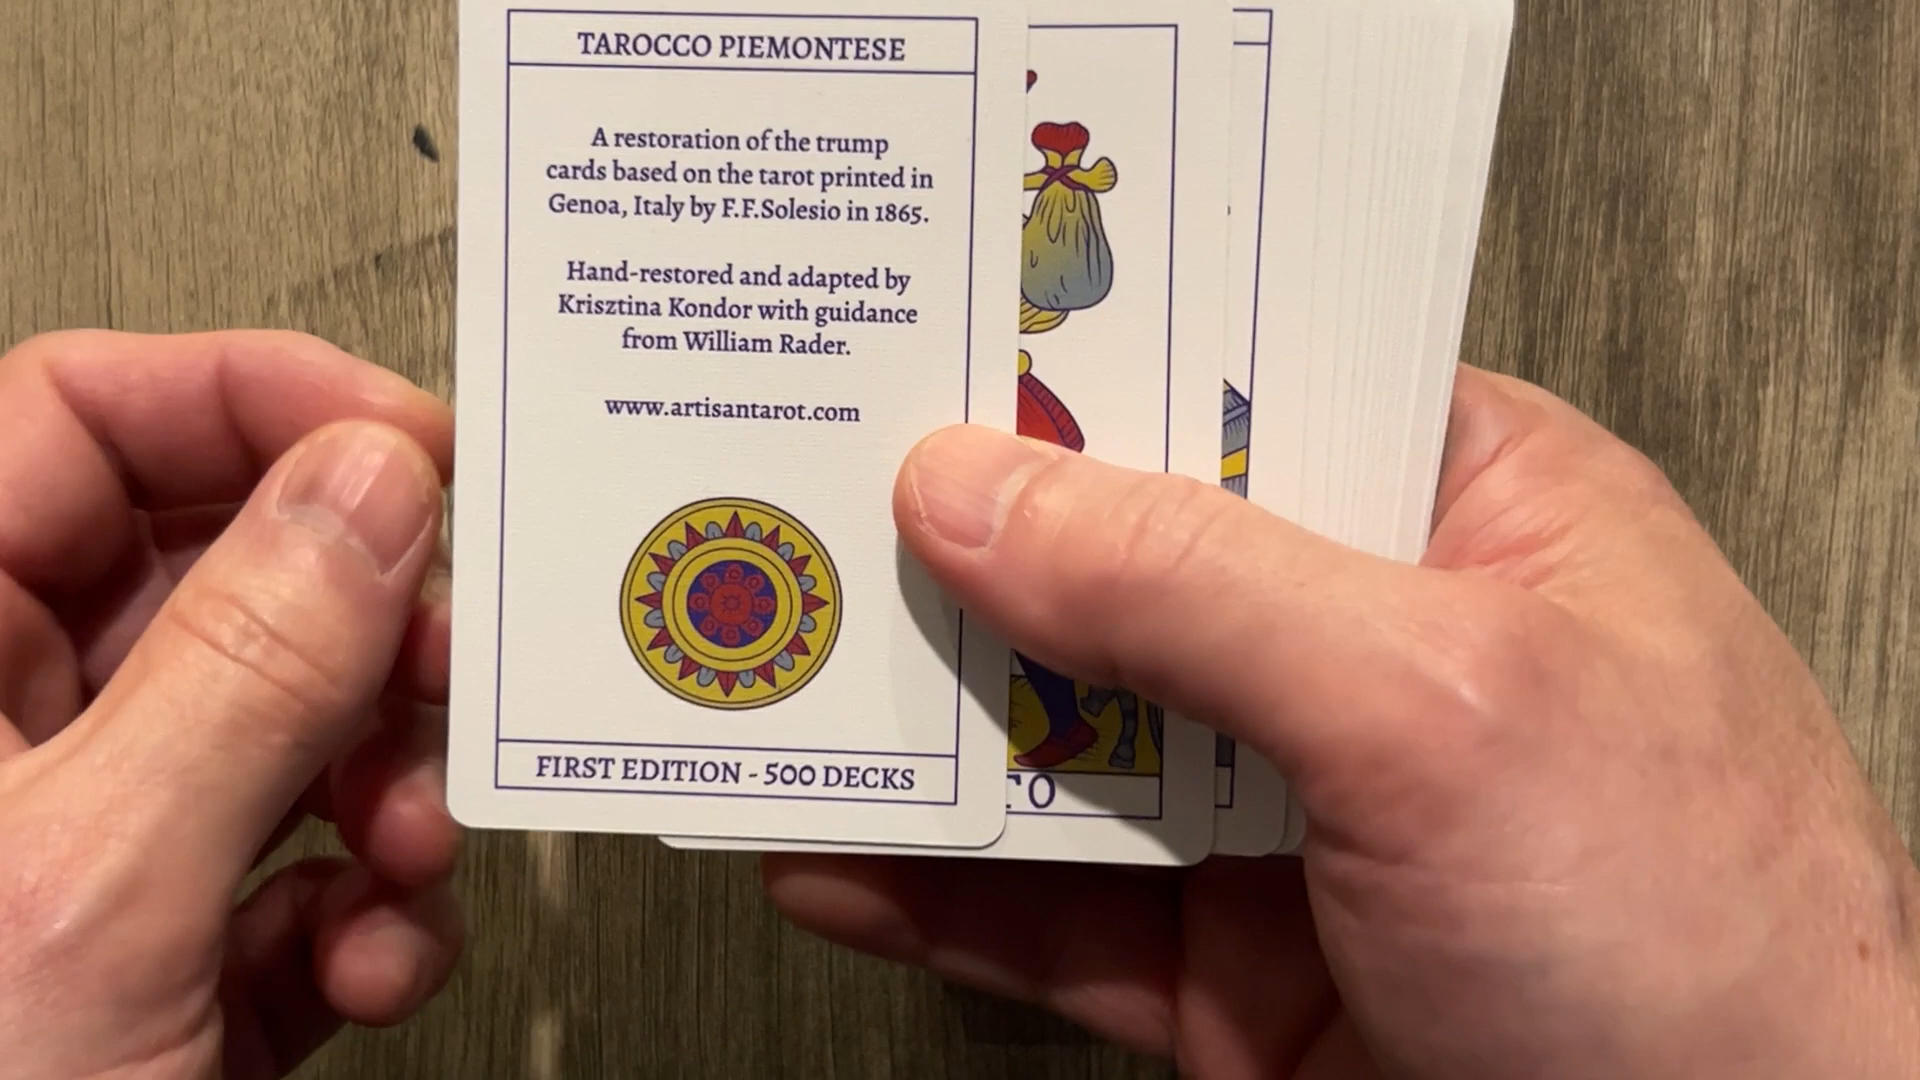 TAROCCO PIEMONTESE
A restoration of the trump
cards based on the tarot printed in
Genoa, Italy by F.F.Solesio in 1865.
Hand-restored and adapted by
Krisztina Kondor with guidance
from William Rader.
www.artisantarot.com
FIRST EDITION - 500 DECKS